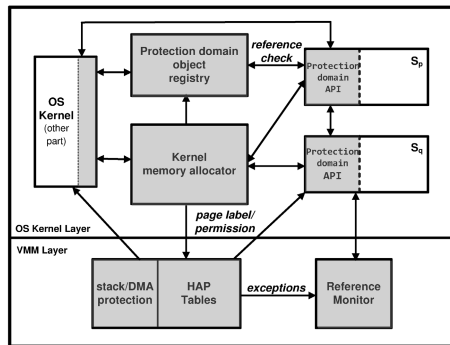 Protection domain
object
registry
reference
check
Protection
domain
API
Sp
OS
Kernel
(other
part)
Kernel
memory allocator
Protection
domain
API
Sq
page label/
permission
OS Kernel Layer
VMM Layer
stack/DMA
protection
HAP
Tables
exceptions
Reference
Monitor